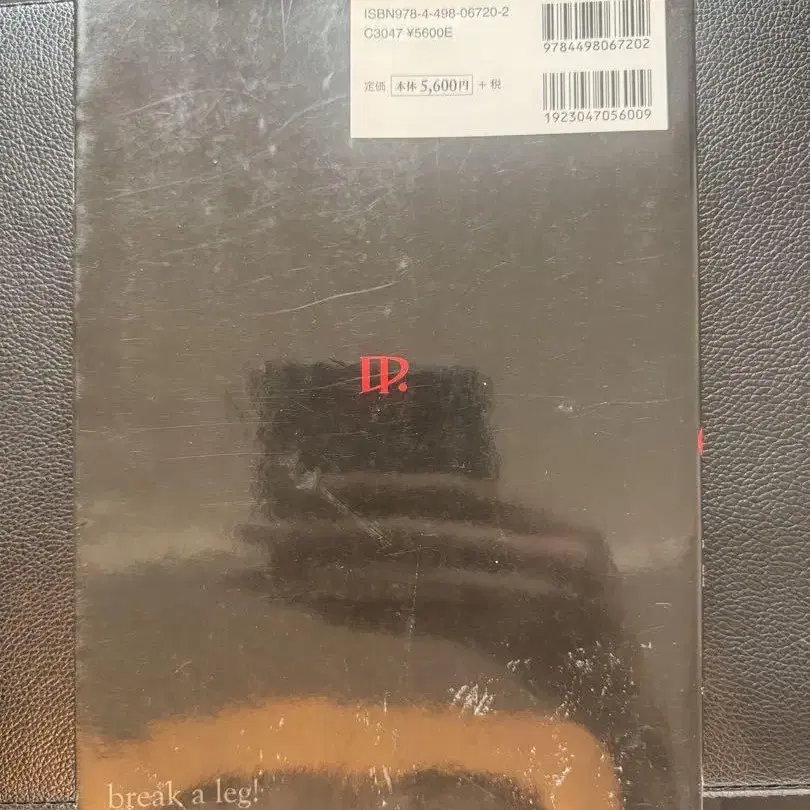 ISBN978-4-498-06720-2
C3047 ¥5600E
9784498067202
定価 本体 5,600円 + 税
1923047056009
DP.
break a leg!